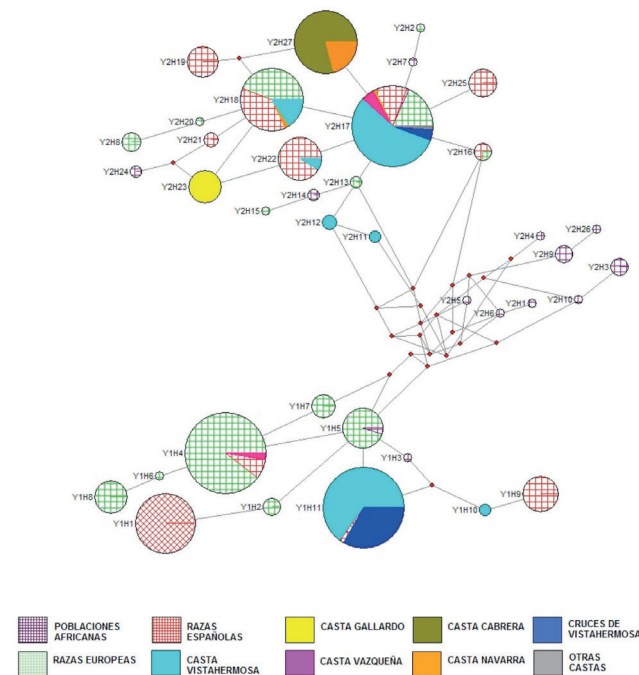 Y2H2
Y2H27
Y2H19
Y2H7
Y2H25
Y2H18
Y2H20
Y2H17
Y2H8
Y2H21
Y2H16
Y2H22
Y2H24
Y2H13
Y2H23
Y2H14
Y2H15
Y2H12
Y2H11
Y2H4
Y2H26
Y2H9
Y2H3
Y2H5
Y2H1
Y2H10
Y2H6
Y1H7
Y1H5
Y1H4
Y1H3
Y1H6
Y1H8
Y1H9
Y1H2
Y1H11
Y1H10
Y1H1
POBLACIONES
AFRICANAS
RAZAS
ESPAÑOLAS
CASTA GALLARDO
CASTA CABRERA
CRUCES DE
VISTAHERMOSA
RAZAS EUROPEAS
CASTA
VISTAHERMOSA
CASTA VAZQUEÑA
CASTA NAVARRA
OTRAS
CASTAS